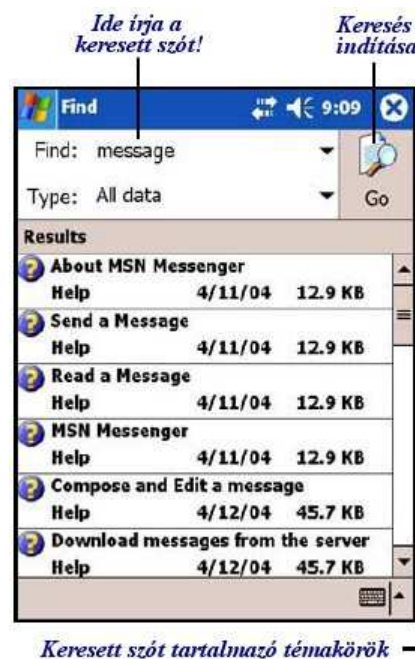 Ide írja a
keresett szót!
Keresés
indítása
Find
9:09
Find: message
Type: All data
Go
Results
About MSN Messenger
Help 4/11/04 12.9 KB
Send a Message
Help 4/11/04 12.9 KB
Read a Message
Help 4/11/04 12.9 KB
MSN Messenger
Help 4/11/04 12.9 KB
Compose and Edit a message
Help 4/12/04 45.7 KB
Download messages from the server
Help 4/12/04 45.7 KB
Keresett szót tartalmazó témakörök